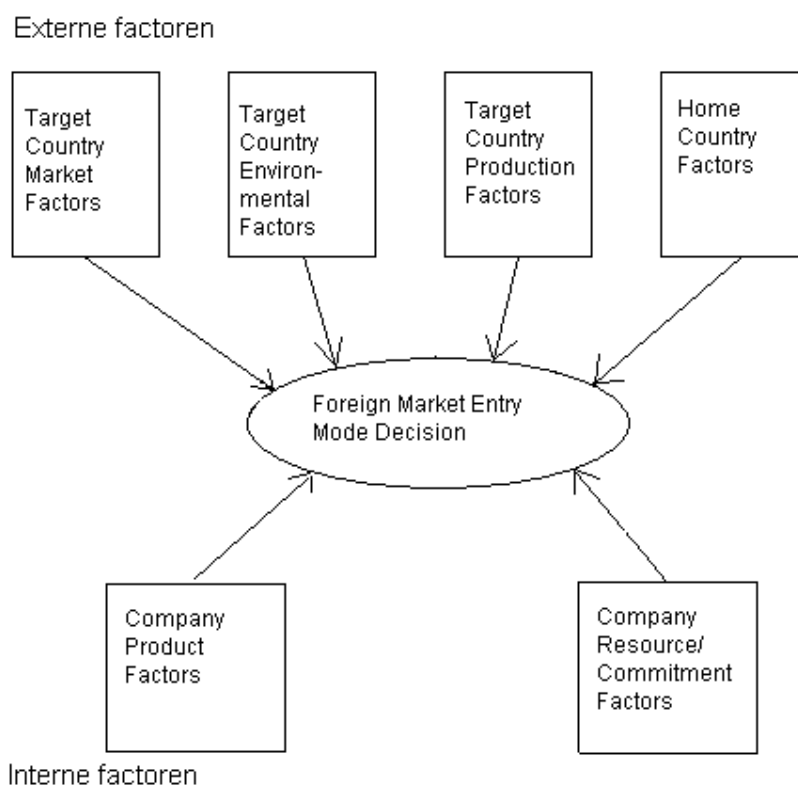 Externe factoren
Target
Country
Market
Factors
Target
Country
Environ-
mental
Factors
Target
Country
Production
Factors
Home
Country
Factors
Foreign Market Entry
Mode Decision
Company
Product
Factors
Company
Resource/
Commitment
Factors
Interne factoren